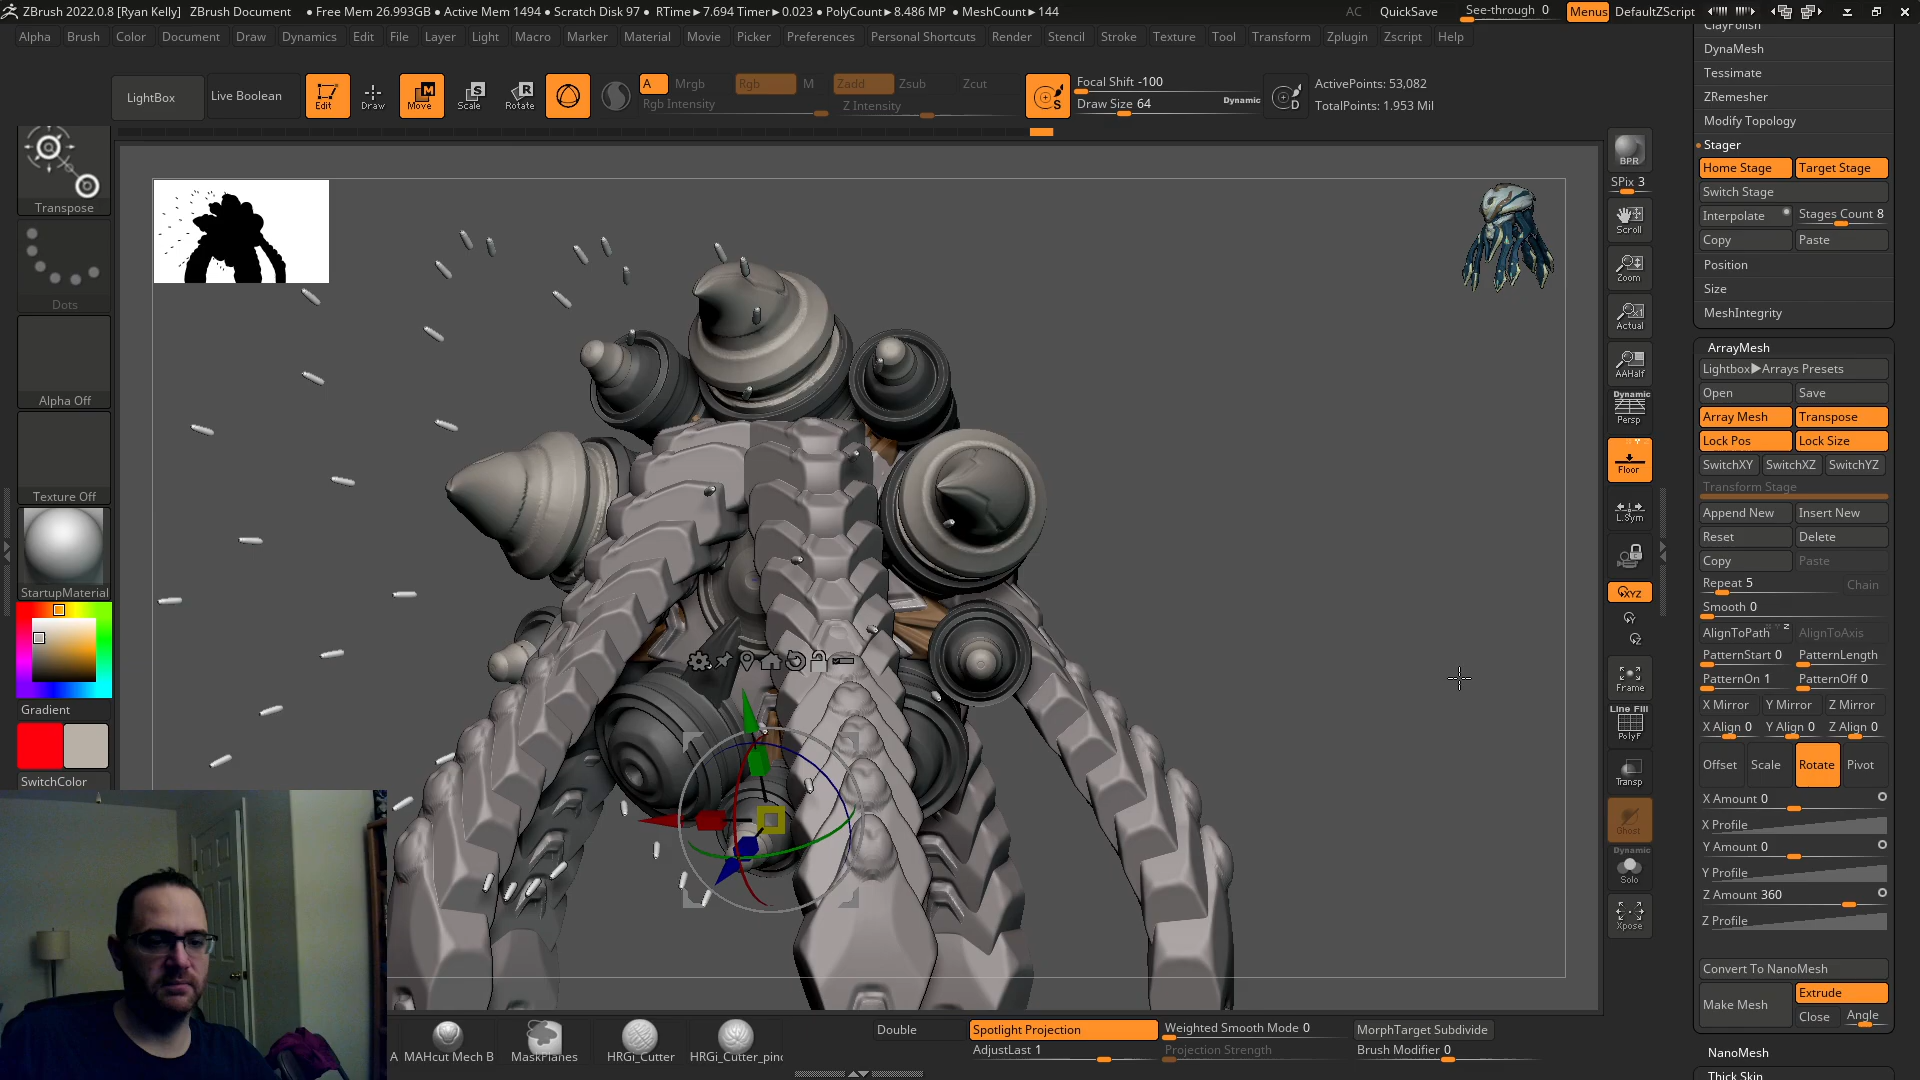 ZBrush 2022.0.8 [Ryan Kelly] ZBrush Document • Free Mem 26.993GB • Active Mem 1494 • Scratch Disk 97 • RTime►7.694 Timer►0.023 • PolyCount►8.486 MP • MeshCount►144 AC QuickSave See-through 0 Menus DefaultZScript
Alpha Brush Color Document Draw Dynamics Edit File Layer Light Macro Marker Material Movie Picker Preferences Personal Shortcuts Render Stencil Stroke Texture Tool Transform Zplugin Zscript Help
LightBox Live Boolean Edit Draw Move Scale Rotate A Mrgb Rgb M Zadd Zsub Zcut
Rgb Intensity Z Intensity
Focal Shift -100
Draw Size 64 Dynamic
ActivePoints: 53,082
TotalPoints: 1.953 Mil
Transpose
Dots
Alpha Off
Texture Off
StartupMaterial
Gradient
SwitchColor
BPR
SPix 3
Scroll
Zoom
Actual
AAHalf
Dynamic
Persp
Floor
L.Sym
XYZ
Frame
Line Fill
PolyF
Transp
Ghost
Dynamic
Solo
Xpose
ClayPolish
DynaMesh
Tessimate
ZRemesher
Modify Topology
Stager
Home Stage Target Stage
Switch Stage
Interpolate Stages Count 8
Copy Paste
Position
Size
MeshIntegrity
ArrayMesh
Lightbox►Arrays Presets
Open Save
Array Mesh Transpose
Lock Pos Lock Size
SwitchXY SwitchXZ SwitchYZ
Transform Stage
Append New Insert New
Reset Delete
Copy Paste
Repeat 5 Chain
Smooth 0
AlignToPath AlignToAxis
PatternStart 0 PatternLength
PatternOn 1 PatternOff 0
X Mirror Y Mirror Z Mirror
X Align 0 Y Align 0 Z Align 0
Offset Scale Rotate Pivot
X Amount 0
X Profile
Y Amount 0
Y Profile
Z Amount 360
Z Profile
Convert To NanoMesh
Make Mesh Extrude
Close Angle
NanoMesh
Thick Skin
A MAHcut Mech B MaskPlanes HRGi_Cutter HRGi_Cutter_pinc
Double Spotlight Projection Weighted Smooth Mode 0 MorphTarget Subdivide
AdjustLast 1 Projection Strength Brush Modifier 0